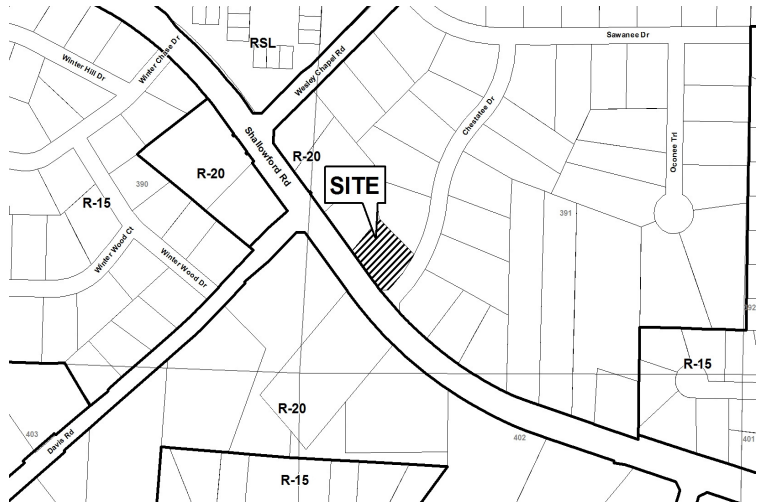 RSL
Sawanee Dr
Winter Chase Dr
Winter Hill Dr
Wesley Chapel Rd
Chestatee Dr
Shallowford Rd
R-20
Oconee Trl
R-20
SITE
390
R-15
391
Winter Wood Ct
Winter Wood Dr
92
R-15
R-20
403
Davis Rd
402
401
R-15